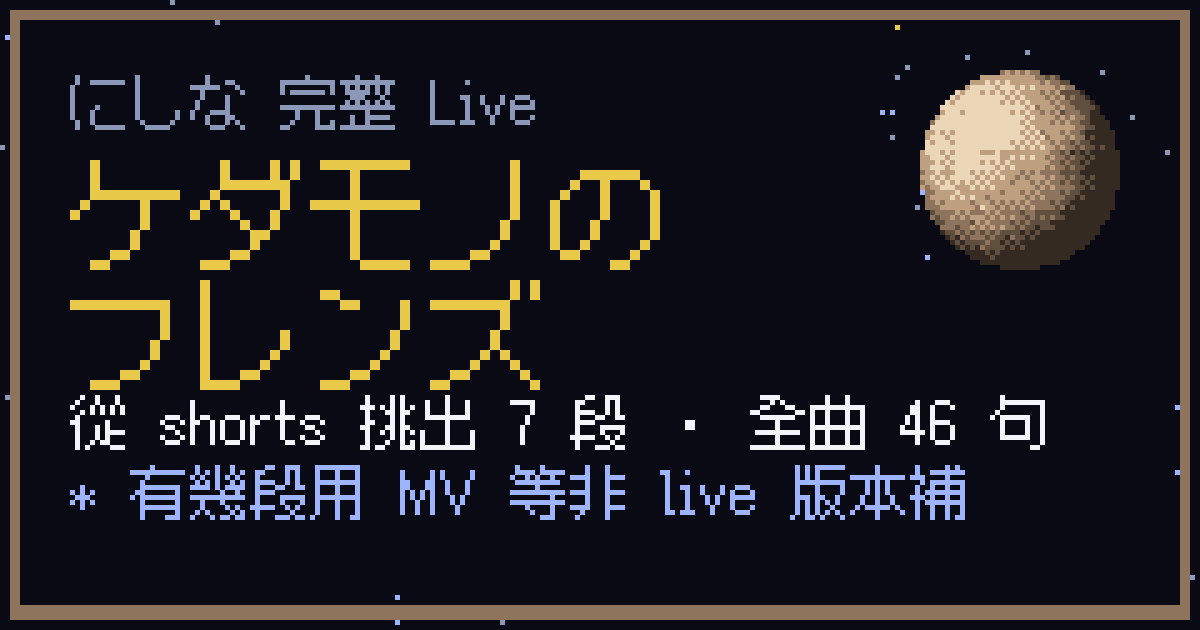 にしな 完整 Live
ケダモノの
フレンズ
從 shorts 挑出 7 段 · 全曲 46 句
* 有幾段用 MV 等非 live 版本補